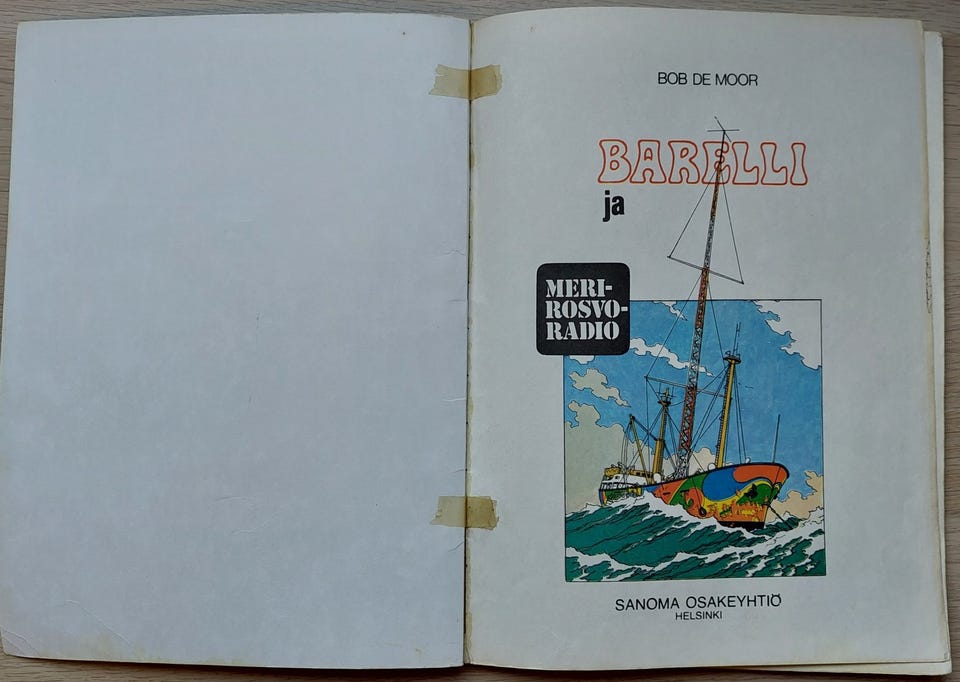 BOB DE MOOR
BARELLI
ja
MERI-
ROSVO-
RADIO
SANOMA OSAKEYHTIÖ
HELSINKI